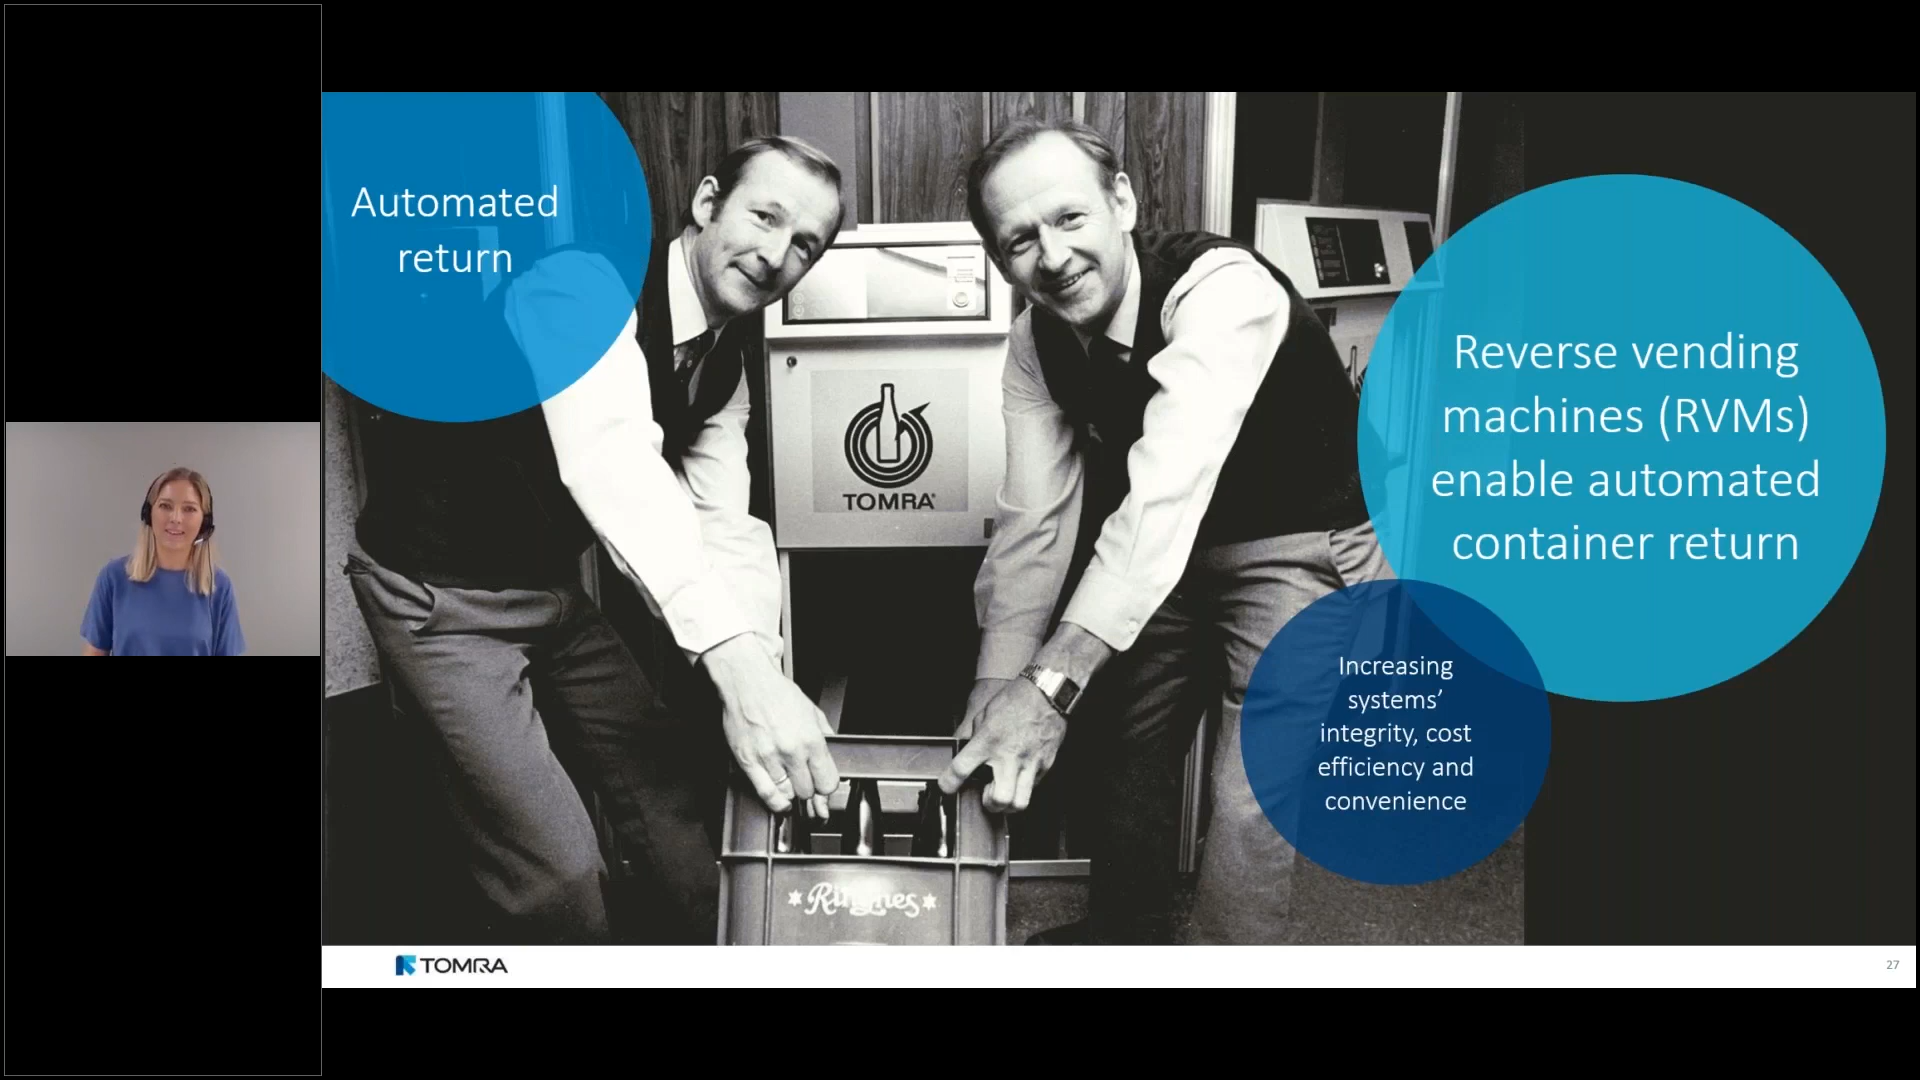 Automated
return
TOMRA
Reverse vending
machines (RVMs)
enable automated
container return
Increasing
systems’
integrity, cost
efficiency and
convenience
Ringnes
TOMRA
27